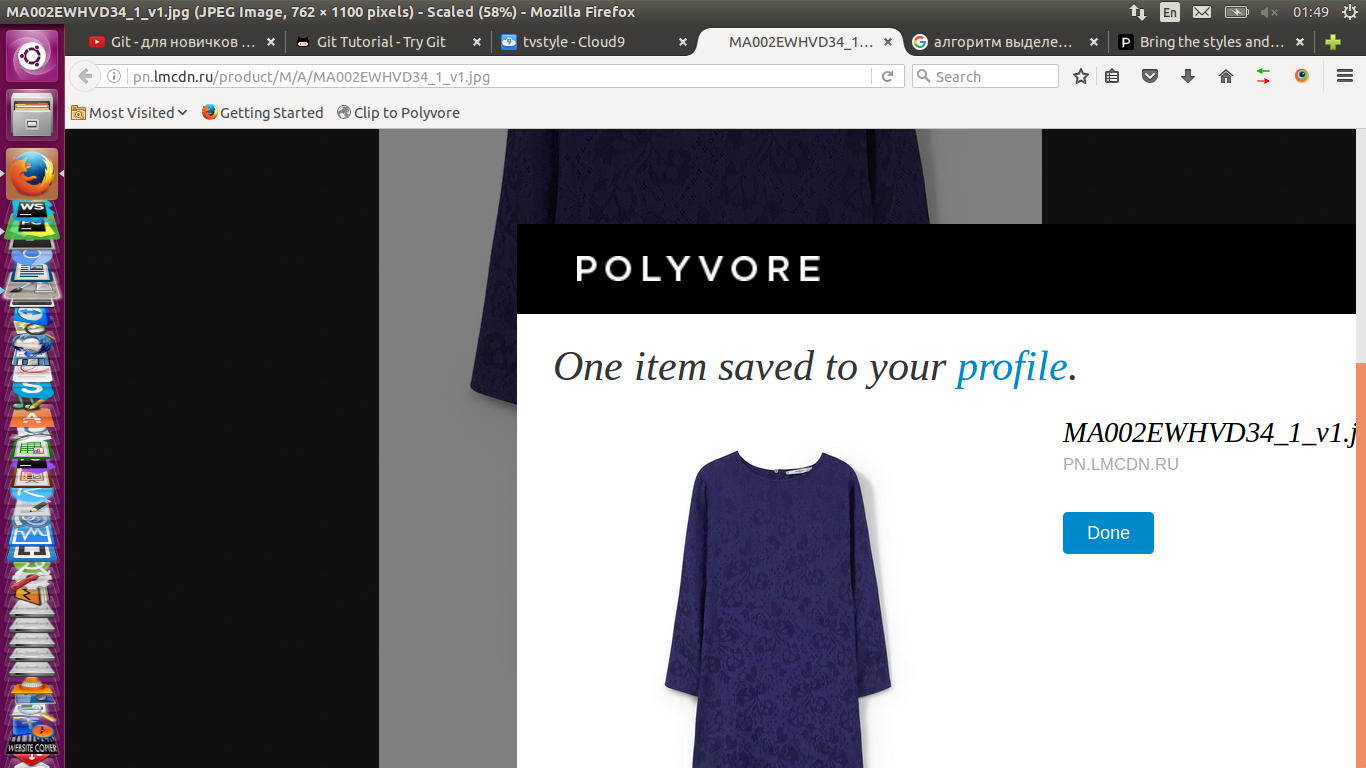 MA002EWHVD34_1_v1.jpg (JPEG Image, 762 × 1100 pixels) - Scaled (58%) - Mozilla Firefox
En
01:49
Git - для новичков ...
Git Tutorial - Try Git
tvstyle - Cloud9
MA002EWHVD34_1...
алгоритм выделе...
Bring the styles and...
pn.lmcdn.ru/product/M/A/MA002EWHVD34_1_v1.jpg
Search
Most Visited
Getting Started
Clip to Polyvore
WS
PC
POLYVORE
One item saved to your profile.
MA002EWHVD34_1_v1.j
PN.LMCDN.RU
Done
WEBSITE COPIER